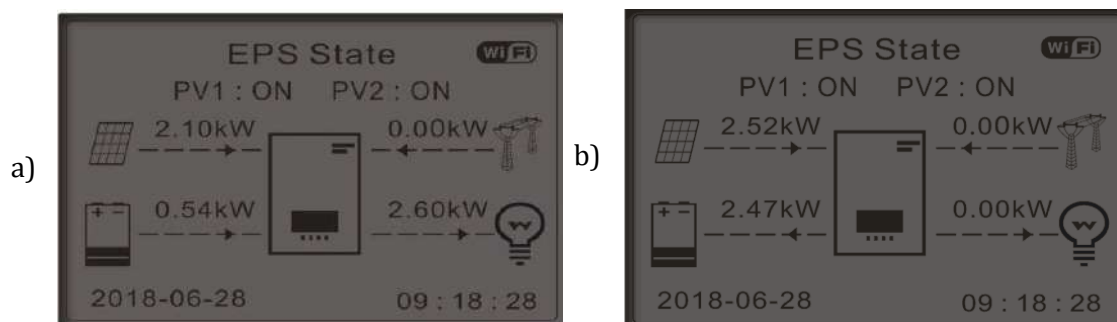 a)
EPS State WiFi
PV1 : ON PV2 : ON
2.10kW 0.00kW
0.54kW 2.60kW
2018-06-28 09 : 18 : 28
b)
EPS State WiFi
PV1 : ON PV2 : ON
2.52kW 0.00kW
2.47kW 0.00kW
2018-06-28 09 : 18 : 28